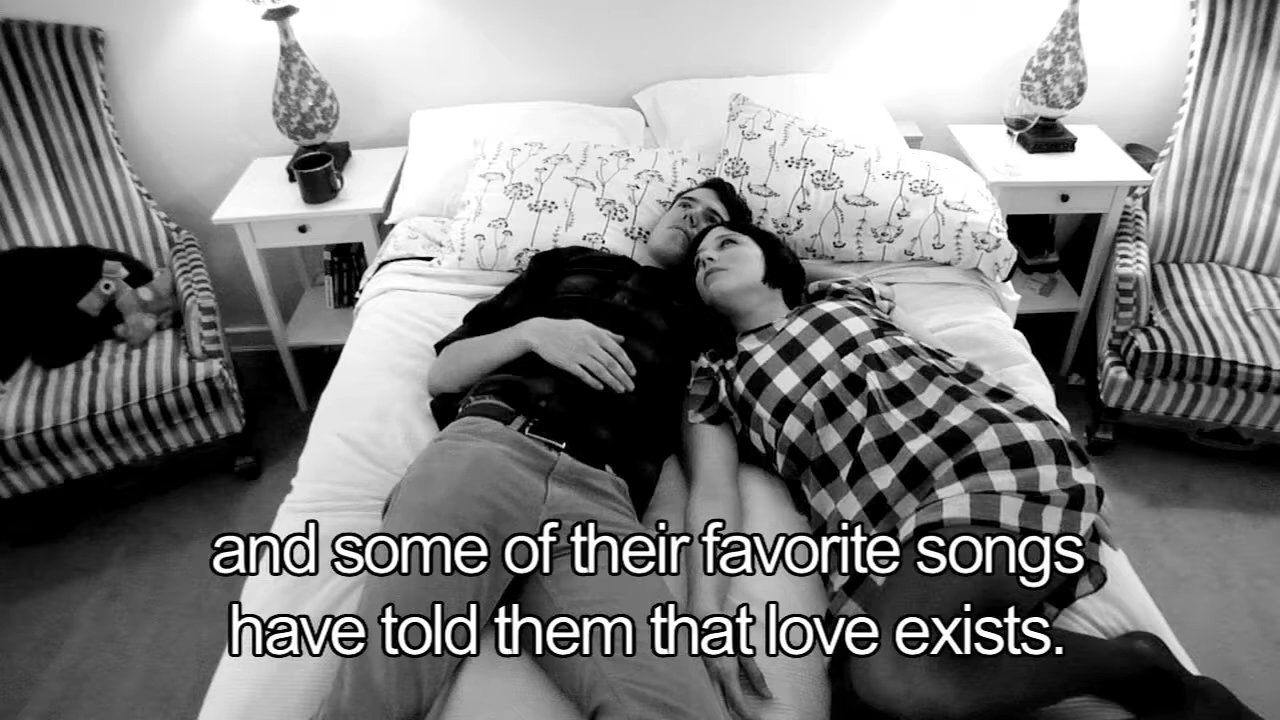 and some of their favorite songs
have told them that love exists.